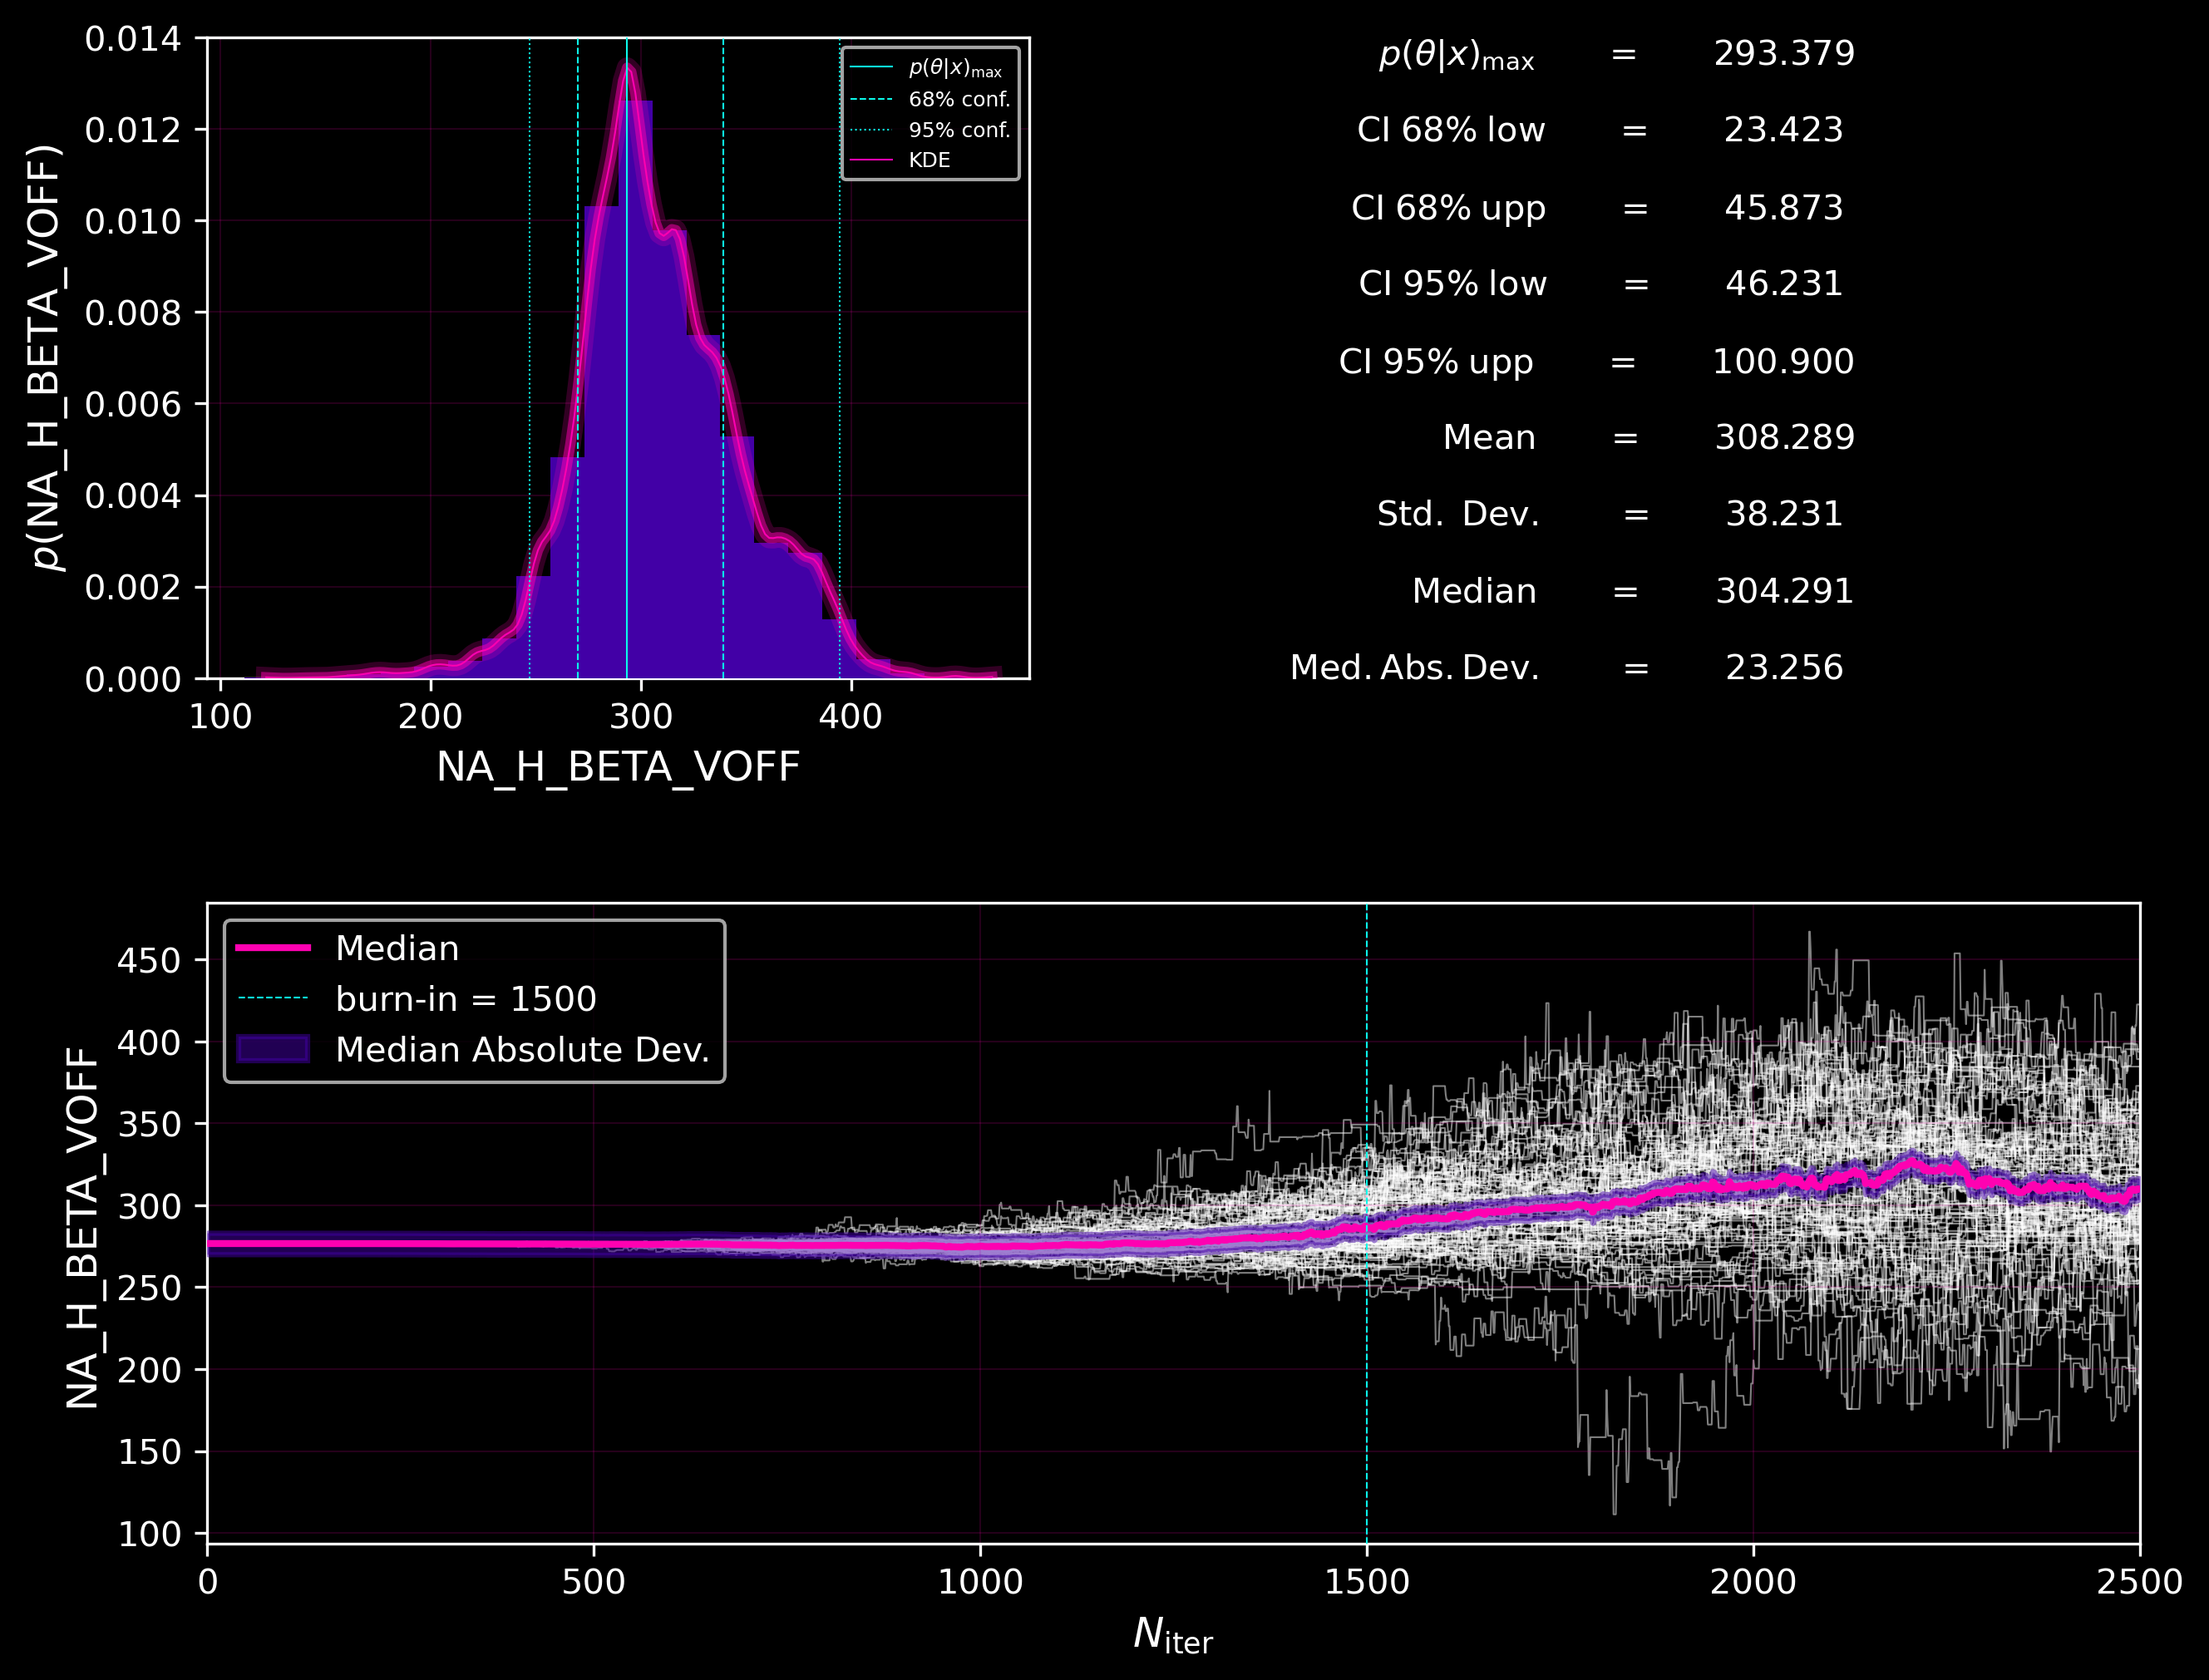 0.014
0.012
0.010
0.008
0.006
0.004
0.002
0.000
p(NA_H_BETA_VOFF)
100 200 300 400
NA_H_BETA_VOFF
p(θ|x)max
68% conf.
95% conf.
KDE
p(θ|x)max = 293.379
CI 68% low = 23.423
CI 68% upp = 45.873
CI 95% low = 46.231
CI 95% upp = 100.900
Mean = 308.289
Std. Dev. = 38.231
Median = 304.291
Med. Abs. Dev. = 23.256
Median
burn-in = 1500
Median Absolute Dev.
450
400
350
300
250
200
150
100
NA_H_BETA_VOFF
0 500 1000 1500 2000 2500
Niter